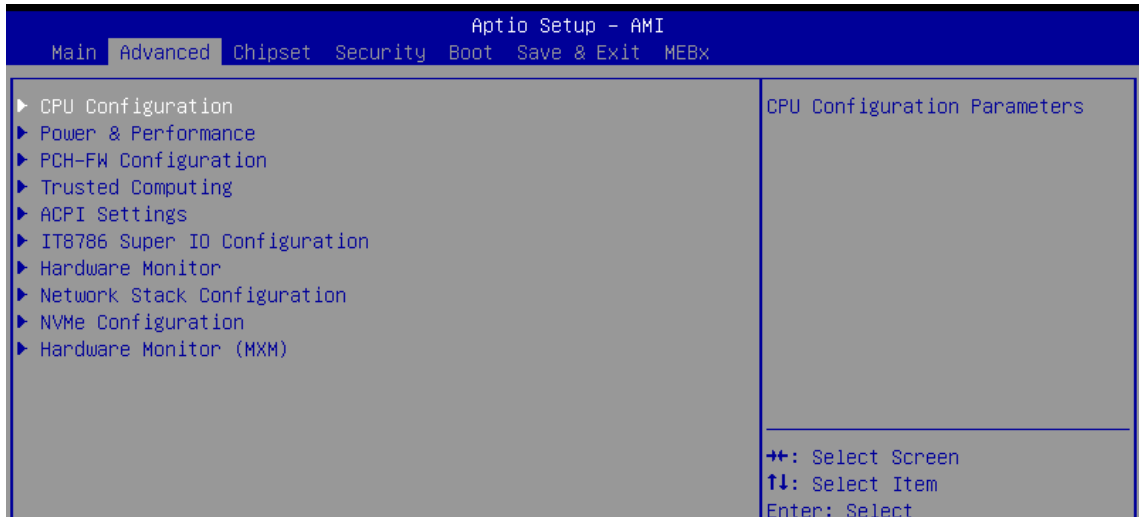 Aptio Setup – AMI
Main Advanced Chipset Security Boot Save & Exit MEBx
CPU Configuration
Power & Performance
PCH-FW Configuration
Trusted Computing
ACPI Settings
IT8786 Super IO Configuration
Hardware Monitor
Network Stack Configuration
NVMe Configuration
Hardware Monitor (MXM)
CPU Configuration Parameters
→←: Select Screen
↑↓: Select Item
Enter: Select